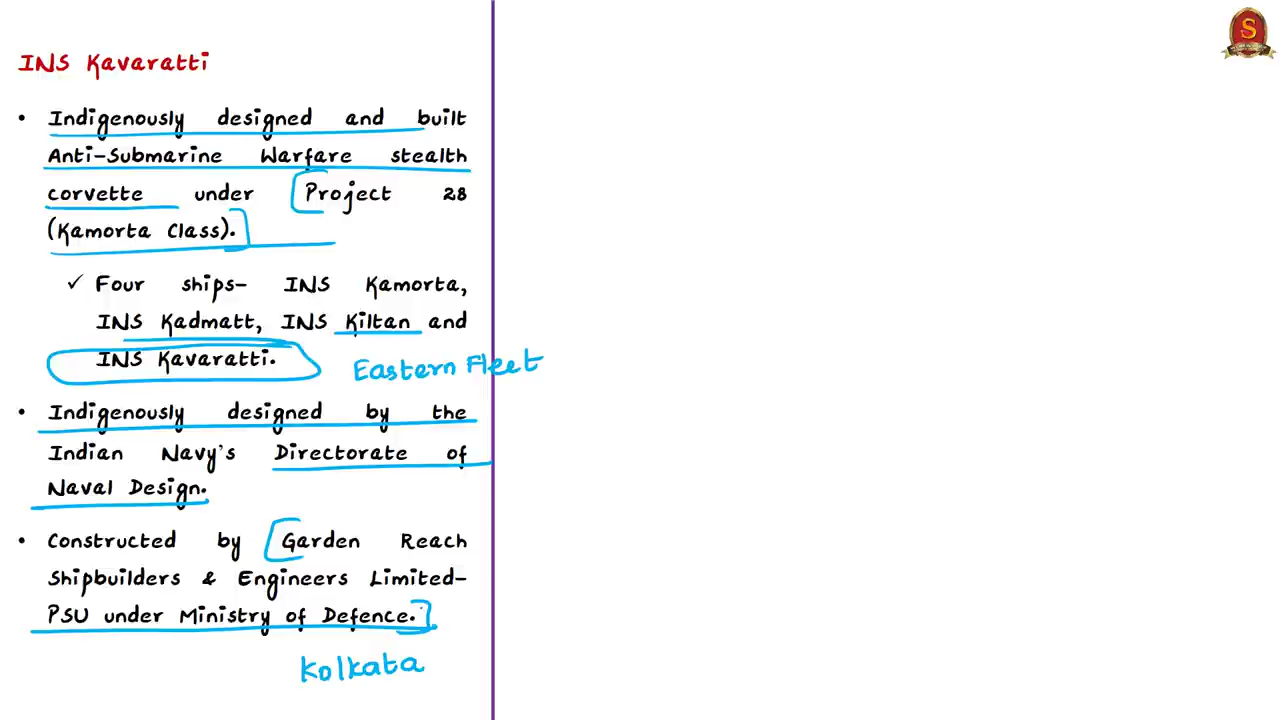 INS Kavaratti
• Indigenously designed and built
Anti-Submarine Warfare stealth
corvette under Project 28
(Kamorta Class).
✓ Four ships- INS Kamorta,
INS Kadmatt, INS Kiltan and
INS Kavaratti.
Eastern Fleet
• Indigenously designed by the
Indian Navy's Directorate of
Naval Design.
• Constructed by Garden Reach
Shipbuilders & Engineers Limited-
PSU under Ministry of Defence.
Kolkata
S